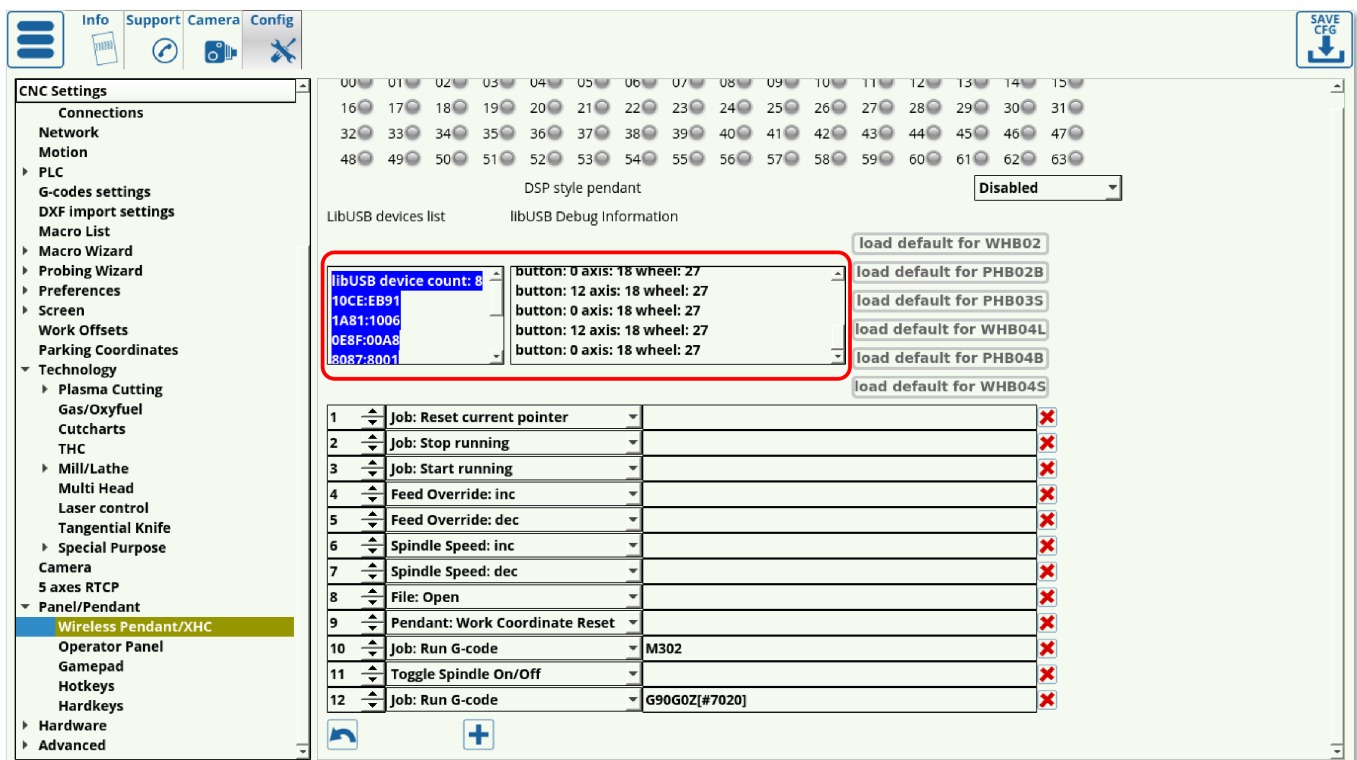 Info Support Camera Config
SAVE CFG
CNC Settings
Connections
Network
Motion
PLC
G-codes settings
DXF import settings
Macro List
Macro Wizard
Probing Wizard
Preferences
Screen
Work Offsets
Parking Coordinates
Technology
Plasma Cutting
Gas/Oxyfuel
Cutcharts
THC
Mill/Lathe
Multi Head
Laser control
Tangential Knife
Special Purpose
Camera
5 axes RTCP
Panel/Pendant
Wireless Pendant/XHC
Operator Panel
Gamepad
Hotkeys
Hardkeys
Hardware
Advanced
00 01 02 03 04 05 06 07 08 09 10 11 12 13 14 15
16 17 18 19 20 21 22 23 24 25 26 27 28 29 30 31
32 33 34 35 36 37 38 39 40 41 42 43 44 45 46 47
48 49 50 51 52 53 54 55 56 57 58 59 60 61 62 63
DSP style pendant Disabled
LibUSB devices list libUSB Debug Information
libUSB device count: 8
10CE:EB91
1A81:1006
0E8F:00A8
8087:8001
button: 0 axis: 18 wheel: 27
button: 12 axis: 18 wheel: 27
button: 0 axis: 18 wheel: 27
button: 12 axis: 18 wheel: 27
button: 0 axis: 18 wheel: 27
load default for WHB02
load default for PHB02B
load default for PHB03S
load default for WHB04L
load default for PHB04B
load default for WHB04S
1 Job: Reset current pointer
2 Job: Stop running
3 Job: Start running
4 Feed Override: inc
5 Feed Override: dec
6 Spindle Speed: inc
7 Spindle Speed: dec
8 File: Open
9 Pendant: Work Coordinate Reset
10 Job: Run G-code M302
11 Toggle Spindle On/Off
12 Job: Run G-code G90G0Z[#7020]